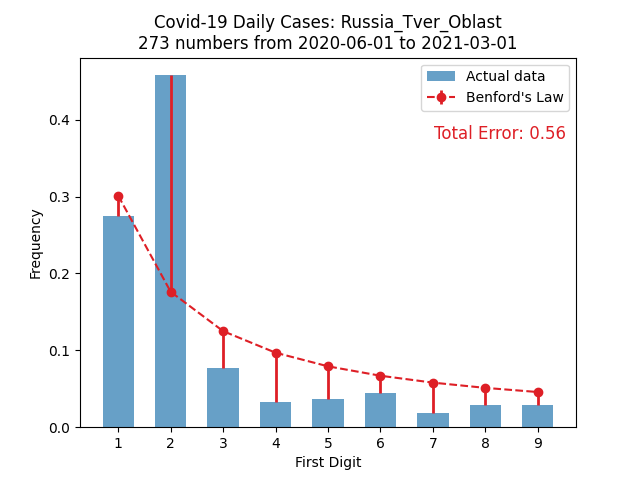 Covid-19 Daily Cases: Russia_Tver_Oblast
273 numbers from 2020-06-01 to 2021-03-01
Actual data
Benford's Law
Total Error: 0.56
Frequency
0.4
0.3
0.2
0.1
0.0
1 2 3 4 5 6 7 8 9
First Digit